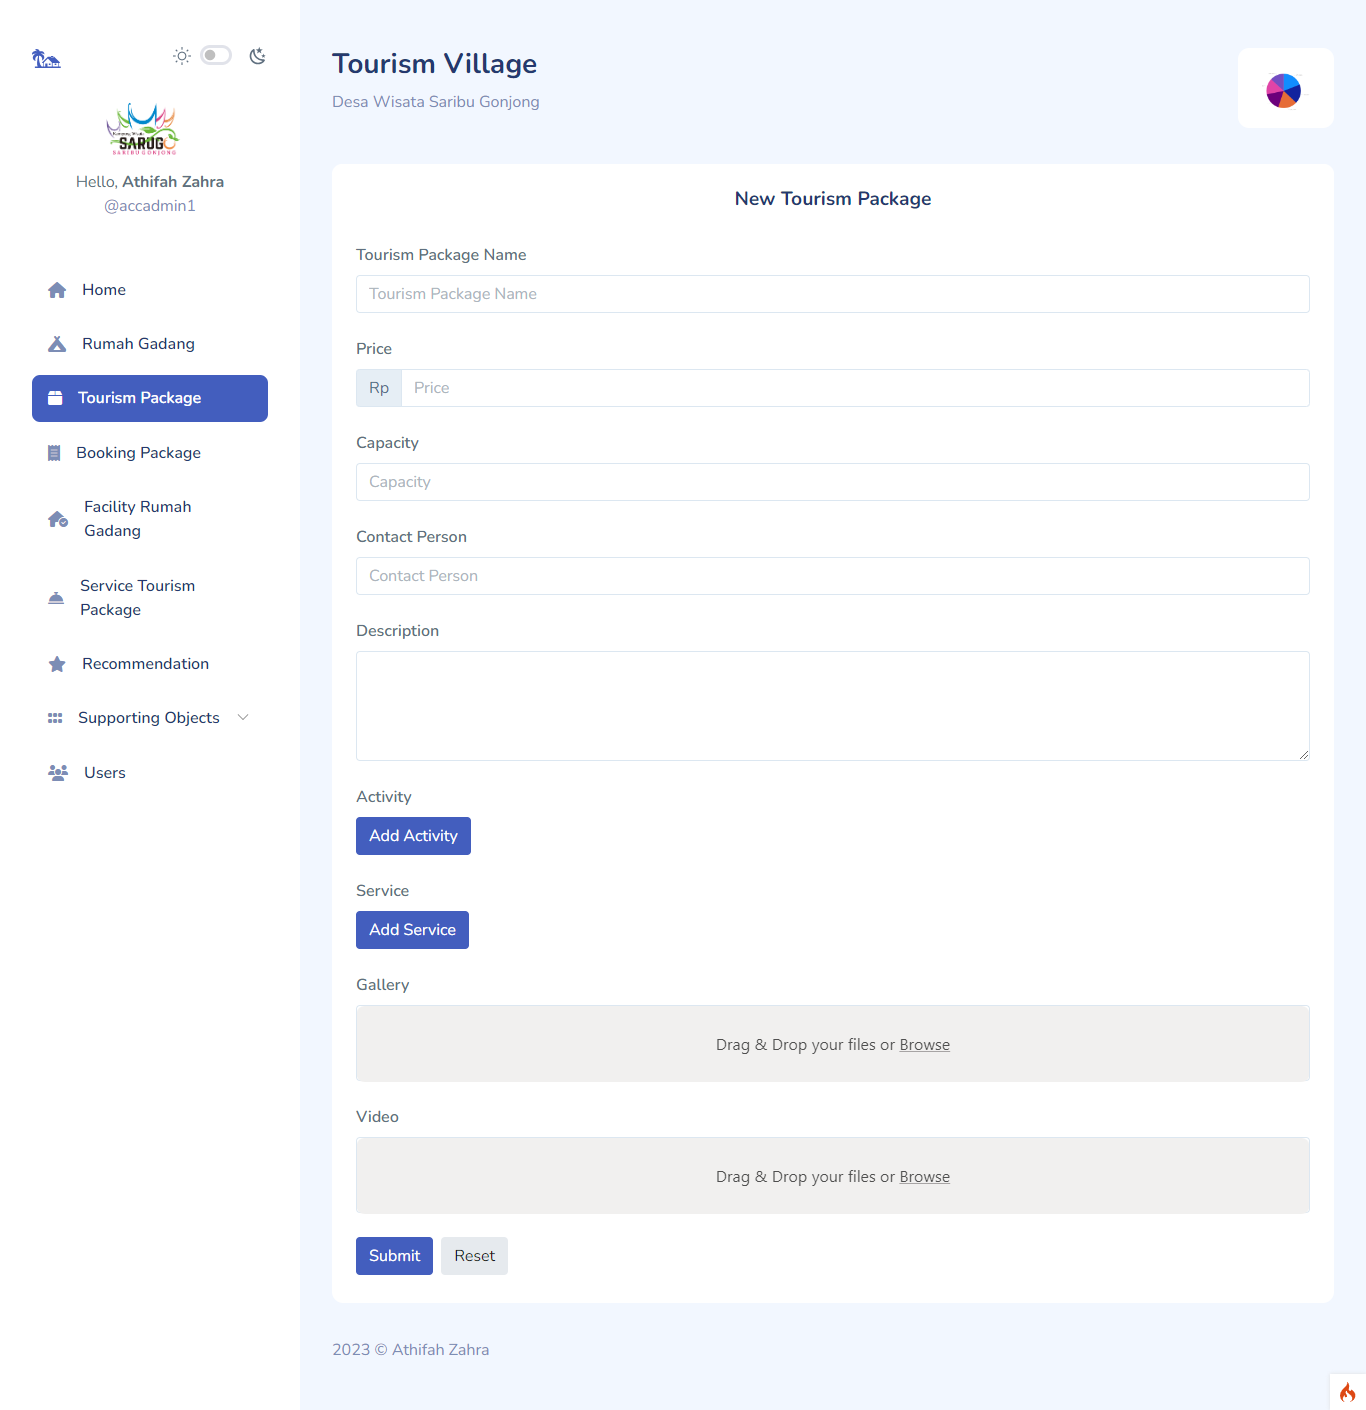 Kampung Wisata
SARUGO
SARIBU GONJONG
Hello, Athifah Zahra
@accadmin1
Home
Rumah Gadang
Tourism Package
Booking Package
Facility Rumah
Gadang
Service Tourism
Package
Recommendation
Supporting Objects
Users
Tourism Village
Desa Wisata Saribu Gonjong
New Tourism Package
Tourism Package Name
Tourism Package Name
Price
Rp Price
Capacity
Capacity
Contact Person
Contact Person
Description
Activity
Add Activity
Service
Add Service
Gallery
Drag & Drop your files or Browse
Video
Drag & Drop your files or Browse
Submit Reset
2023 © Athifah Zahra